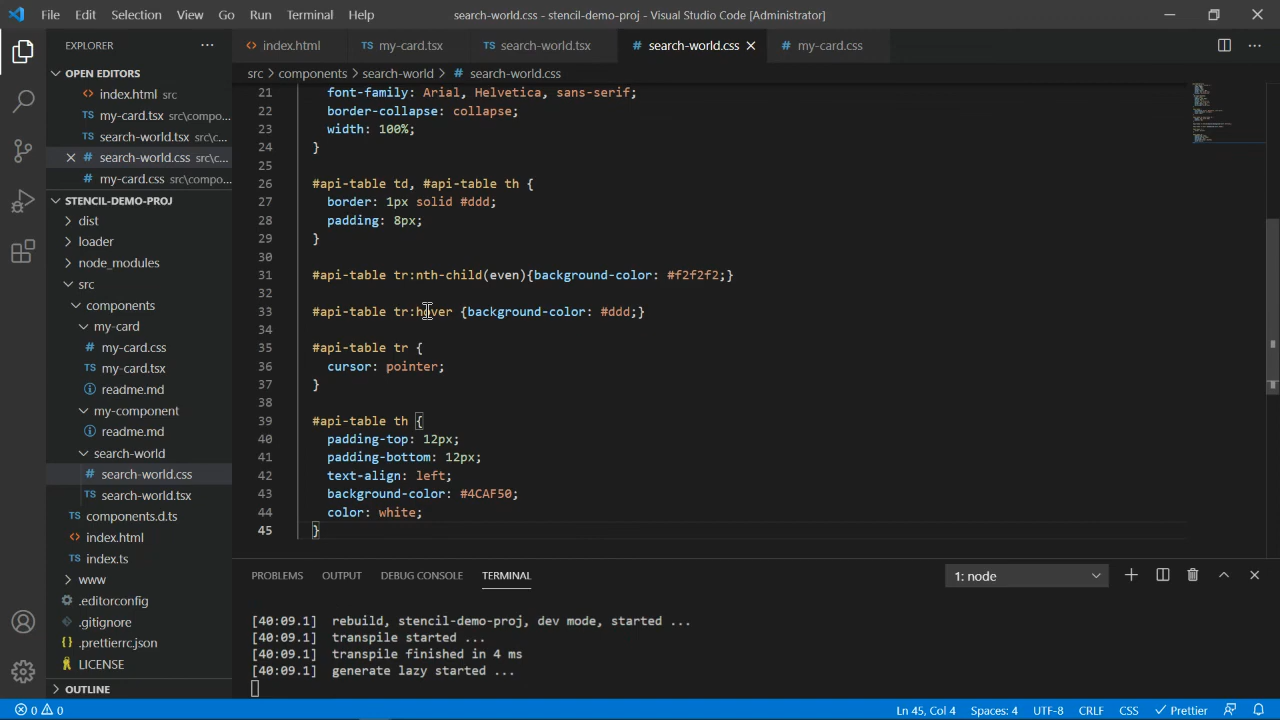 File Edit Selection View Go Run Terminal Help search-world.css - stencil-demo-proj - Visual Studio Code [Administrator]
EXPLORER
index.html my-card.tsx search-world.tsx # search-world.css # my-card.css
OPEN EDITORS
src > components > search-world > # search-world.css
index.html src
my-card.tsx src\compo...
search-world.tsx src\c...
# search-world.css src\c...
# my-card.css src\compo...
STENCIL-DEMO-PROJ
dist
loader
node_modules
src
components
my-card
# my-card.css
TS my-card.tsx
readme.md
my-component
readme.md
search-world
# search-world.css
TS search-world.tsx
TS components.d.ts
index.html
TS index.ts
www
.editorconfig
.gitignore
{} .prettierrc.json
LICENSE
OUTLINE
21 font-family: Arial, Helvetica, sans-serif;
22 border-collapse: collapse;
23 width: 100%;
24 }
25
26 #api-table td, #api-table th {
27 border: 1px solid #ddd;
28 padding: 8px;
29 }
30
31 #api-table tr:nth-child(even){background-color: #f2f2f2;}
32
33 #api-table tr:hover {background-color: #ddd;}
34
35 #api-table tr {
36 cursor: pointer;
37 }
38
39 #api-table th {
40 padding-top: 12px;
41 padding-bottom: 12px;
42 text-align: left;
43 background-color: #4CAF50;
44 color: white;
45 }
PROBLEMS OUTPUT DEBUG CONSOLE TERMINAL 1: node
[40:09.1] rebuild, stencil-demo-proj, dev mode, started ...
[40:09.1] transpile started ...
[40:09.1] transpile finished in 4 ms
[40:09.1] generate lazy started ...
0 0 Ln 45, Col 4 Spaces: 4 UTF-8 CRLF CSS Prettier